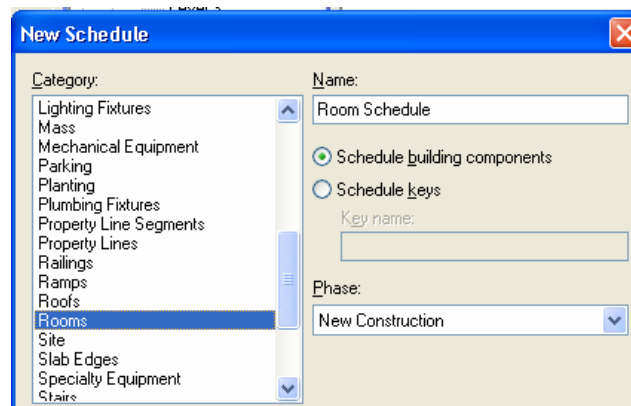 New Schedule
Category:
Lighting Fixtures
Mass
Mechanical Equipment
Parking
Planting
Plumbing Fixtures
Property Line Segments
Property Lines
Railings
Ramps
Roofs
Rooms
Site
Slab Edges
Specialty Equipment
Stairs
Name:
Room Schedule
Schedule building components
Schedule keys
Key name:
Phase:
New Construction